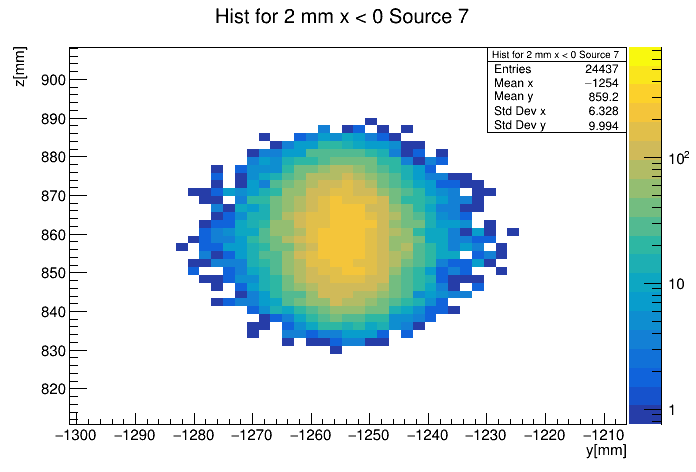 Hist for 2 mm x < 0 Source 7
z[mm]
Hist for 2 mm x < 0 Source 7
Entries 24437
Mean x −1254
Mean y 859.2
Std Dev x 6.328
Std Dev y 9.994
900
890
880
870
860
850
840
830
820
10²
10
1
−1300 −1290 −1280 −1270 −1260 −1250 −1240 −1230 −1220 −1210
y[mm]